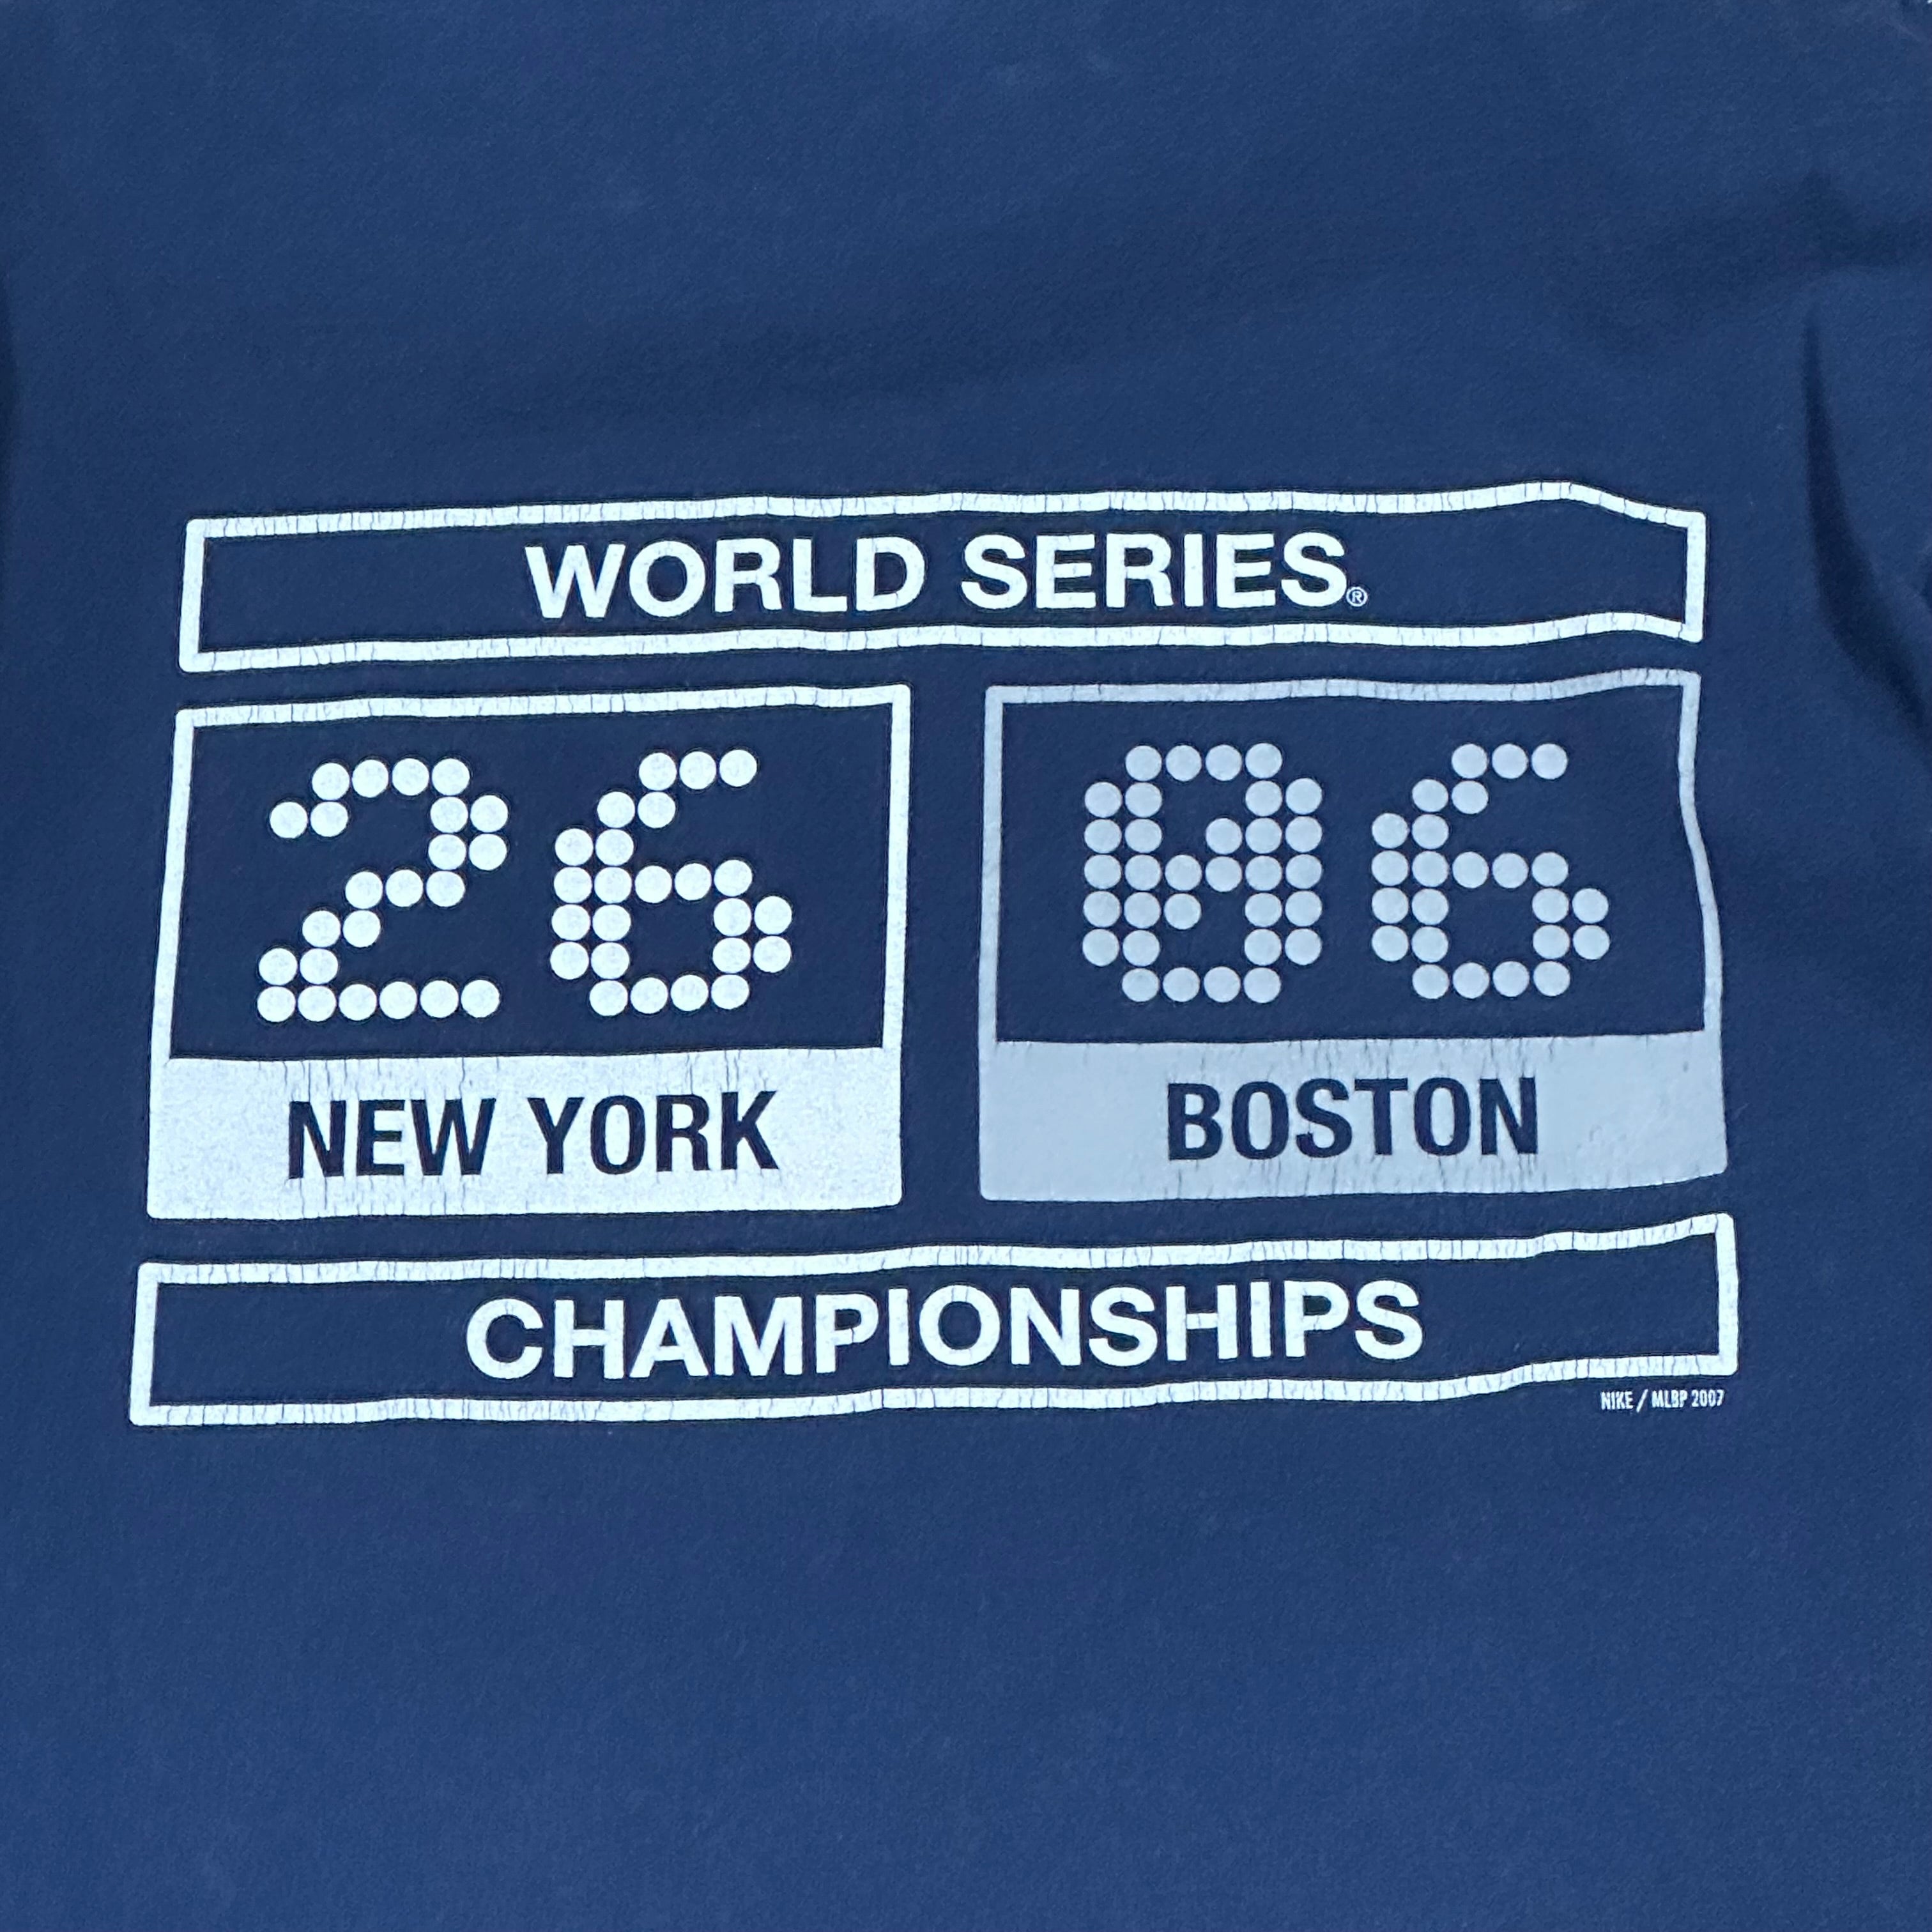 WORLD SERIES®
26 06
NEW YORK BOSTON
CHAMPIONSHIPS
NIKE / MLBP 2007